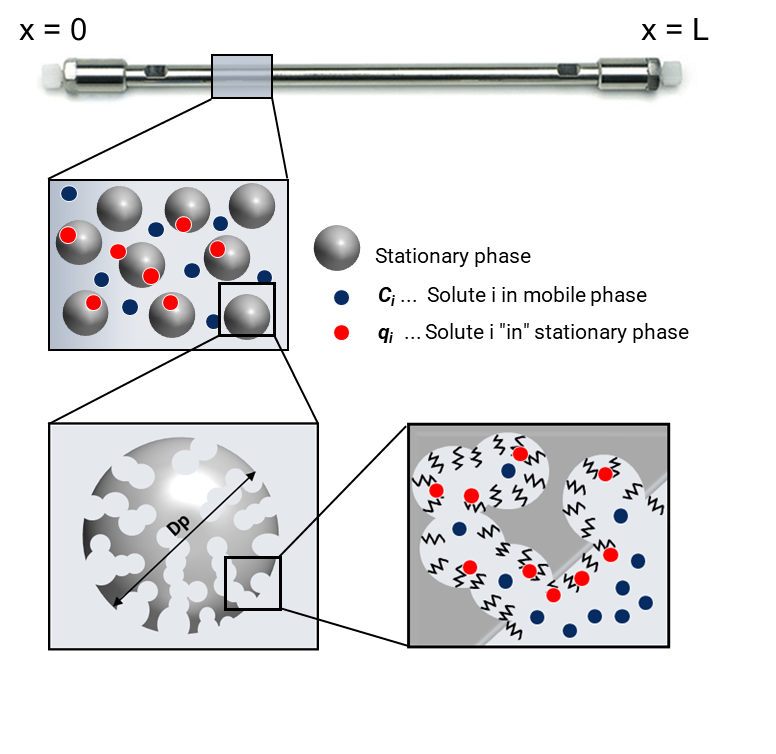 x = 0
x = L
Stationary phase
Ci ... Solute i in mobile phase
qi ... Solute i "in" stationary phase
Dp